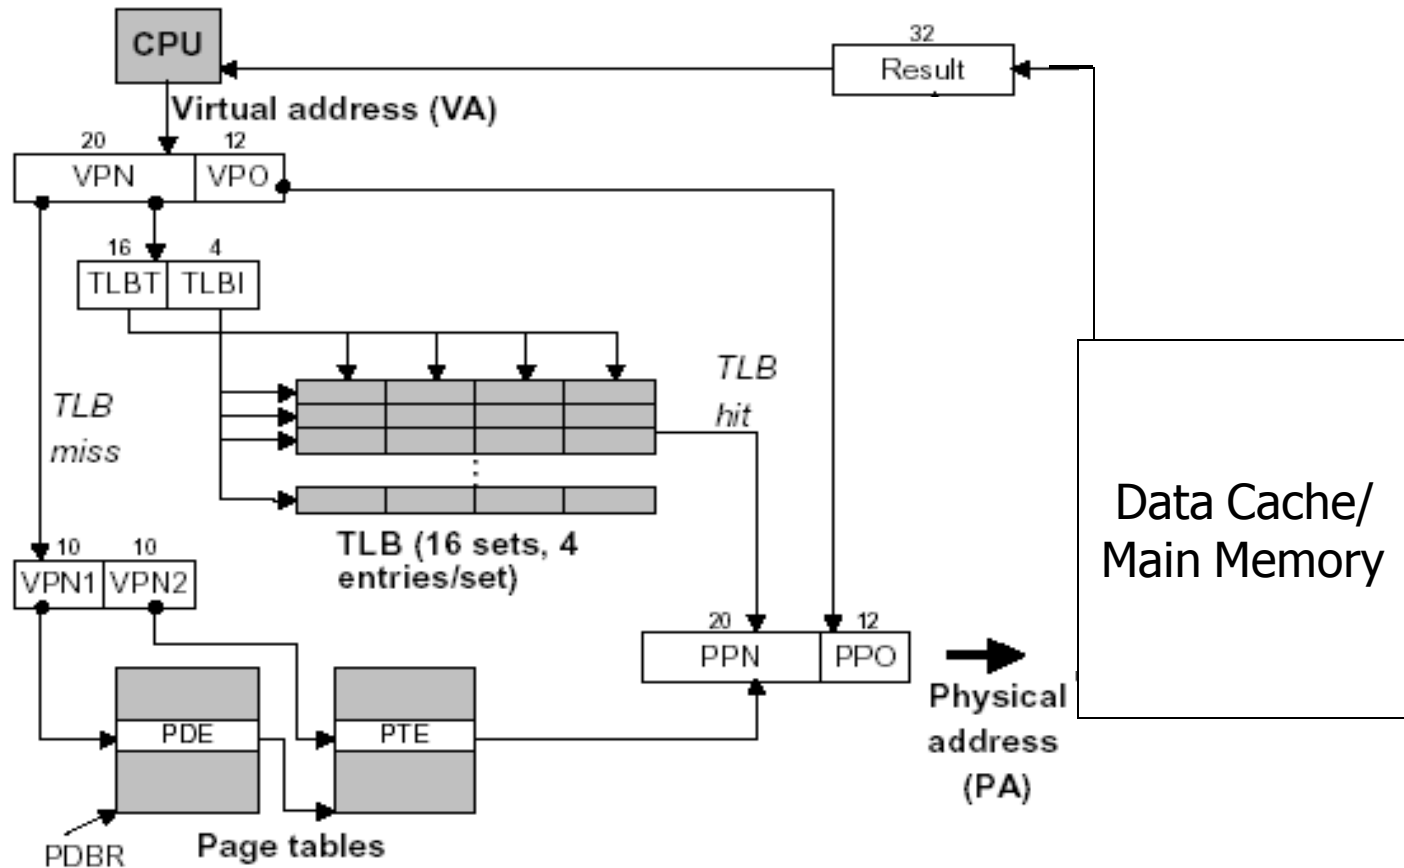 CPU
32
Result
Virtual address (VA)
20 12
VPN VPO
16 4
TLBT TLBI
TLB
miss
TLB
hit
...
TLB (16 sets, 4
entries/set)
Data Cache/
Main Memory
10 10
VPN1 VPN2
20 12
PPN PPO
Physical
address
(PA)
PDE PTE
PDBR
Page tables